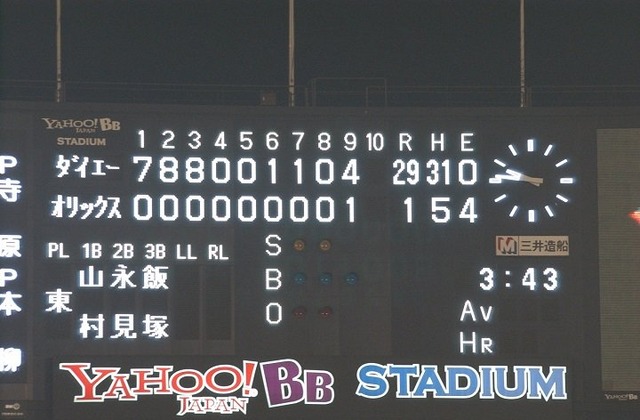 YAHOO! BB
JAPAN
STADIUM
1 2 3 4 5 6 7 8 9 10 R H E
ダイエー 7 8 8 0 0 1 1 0 4 29 31 0
オリックス 0 0 0 0 0 0 0 0 1 1 5 4
P
寺
原
P
本
柳
PL 1B 2B 3B LL RL
山 永 飯
東
村 見 塚
S
B
O
M 三井造船
3:43
AV
HR
YAHOO! BB STADIUM
JAPAN